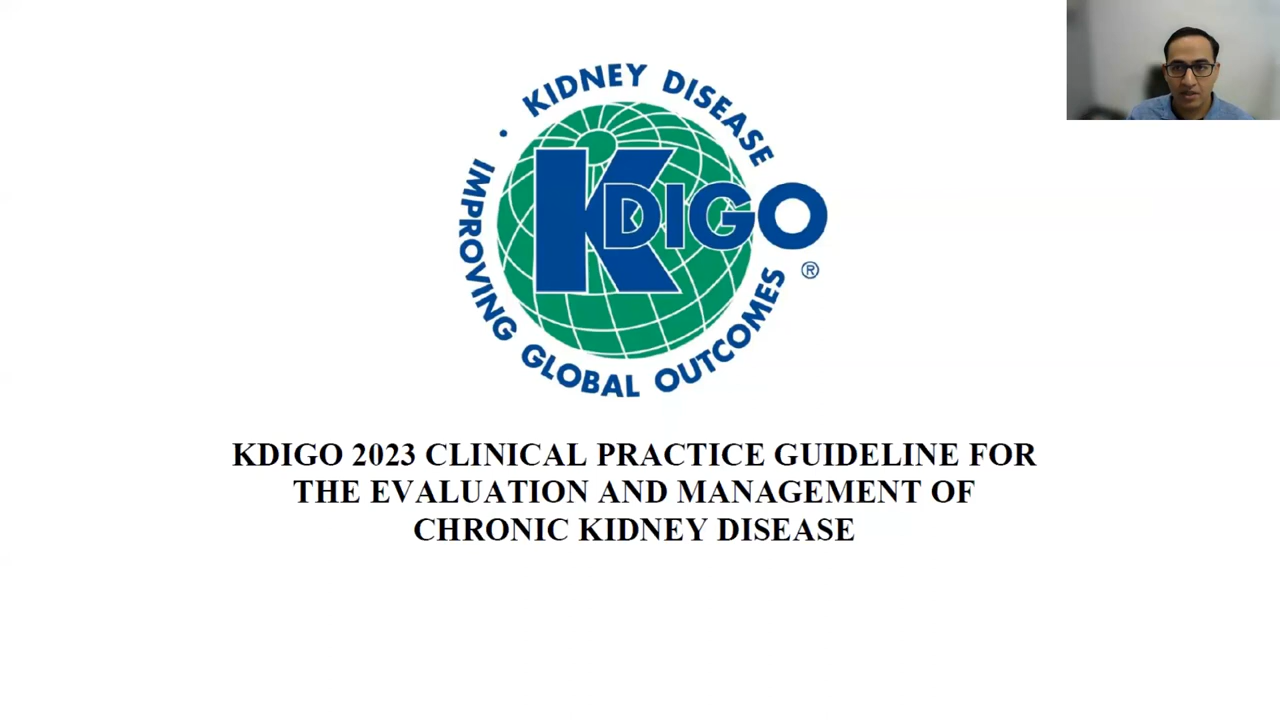 KIDNEY DISEASE
IMPROVING GLOBAL OUTCOMES
KDIGO
®
KDIGO 2023 CLINICAL PRACTICE GUIDELINE FOR
THE EVALUATION AND MANAGEMENT OF
CHRONIC KIDNEY DISEASE